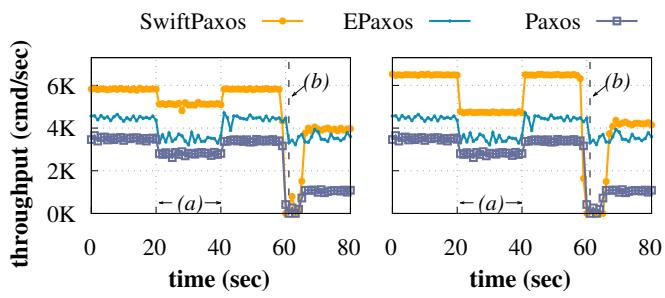 SwiftPaxos EPaxos Paxos
throughput (cmd/sec)
6K
4K
2K
0K
(b)
(a)
0 20 40 60 80
time (sec)
(b)
(a)
0 20 40 60 80
time (sec)